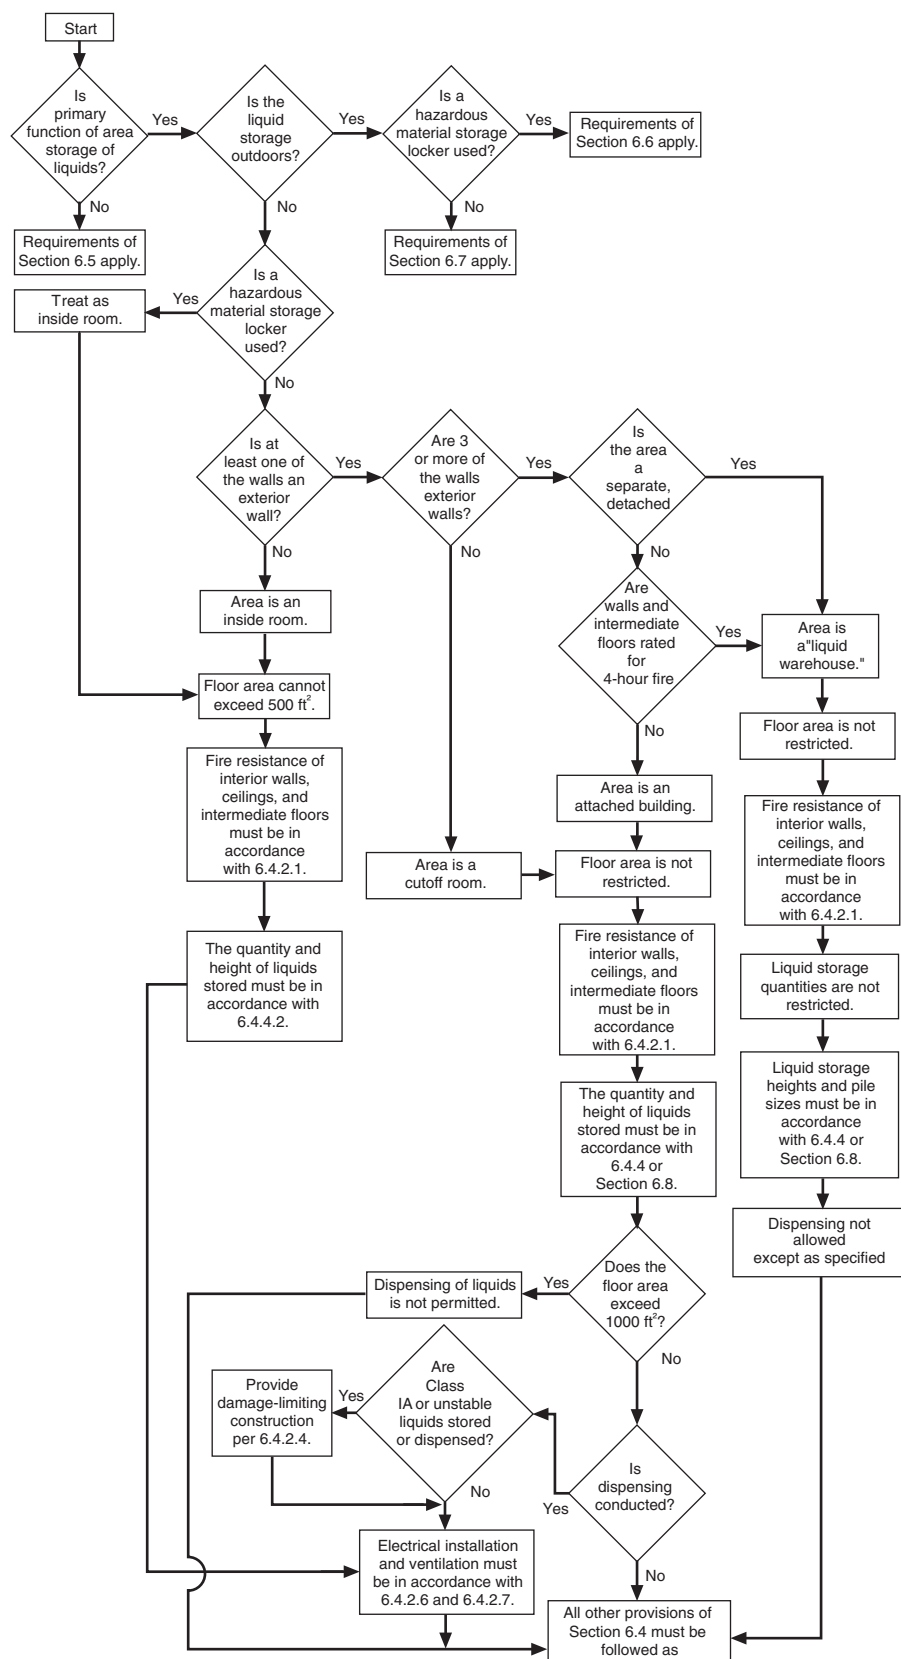 Start
Is
primary
function of area
storage of
liquids?
Yes
Is the
liquid
storage
outdoors?
Yes
Is a
hazardous
material storage
locker used?
Yes
Requirements of
Section 6.6 apply.
No
No
No
Requirements of
Section 6.5 apply.
Requirements of
Section 6.7 apply.
Is a
hazardous
material storage
locker
used?
Yes
Treat as
inside room.
No
Is at
least one of
the walls an
exterior
wall?
Yes
Are 3
or more of
the walls
exterior
walls?
Yes
Is
the area
a
separate,
detached
Yes
No
No
No
Area is an
inside room.
Are
walls and
intermediate
floors rated
for
4-hour fire
Yes
Area is
a"liquid
warehouse."
No
Floor area cannot
exceed 500 ft².
Floor area is not
restricted.
Fire resistance of
interior walls,
ceilings, and
intermediate floors
must be in
accordance
with 6.4.2.1.
Area is an
attached building.
Fire resistance of
interior walls,
ceilings, and
intermediate floors
must be in
accordance
with 6.4.2.1.
Area is a
cutoff room.
Floor area is not
restricted.
The quantity and
height of liquids
stored must be in
accordance with
6.4.4.2.
Fire resistance of
interior walls,
ceilings, and
intermediate floors
must be in
accordance
with 6.4.2.1.
Liquid storage
quantities are not
restricted.
Liquid storage
heights and pile
sizes must be in
accordance
with 6.4.4 or
Section 6.8.
The quantity and
height of liquids
stored must be in
accordance with
6.4.4 or
Section 6.8.
Dispensing not
allowed
except as specified
Does the
floor area
exceed
1000 ft²?
Yes
Dispensing of liquids
is not permitted.
No
Are
Class
IA or unstable
liquids stored
or dispensed?
Yes
Provide
damage-limiting
construction
per 6.4.2.4.
No
Is
dispensing
conducted?
Yes
No
Electrical installation
and ventilation must
be in accordance with
6.4.2.6 and 6.4.2.7.
All other provisions of
Section 6.4 must be
followed as